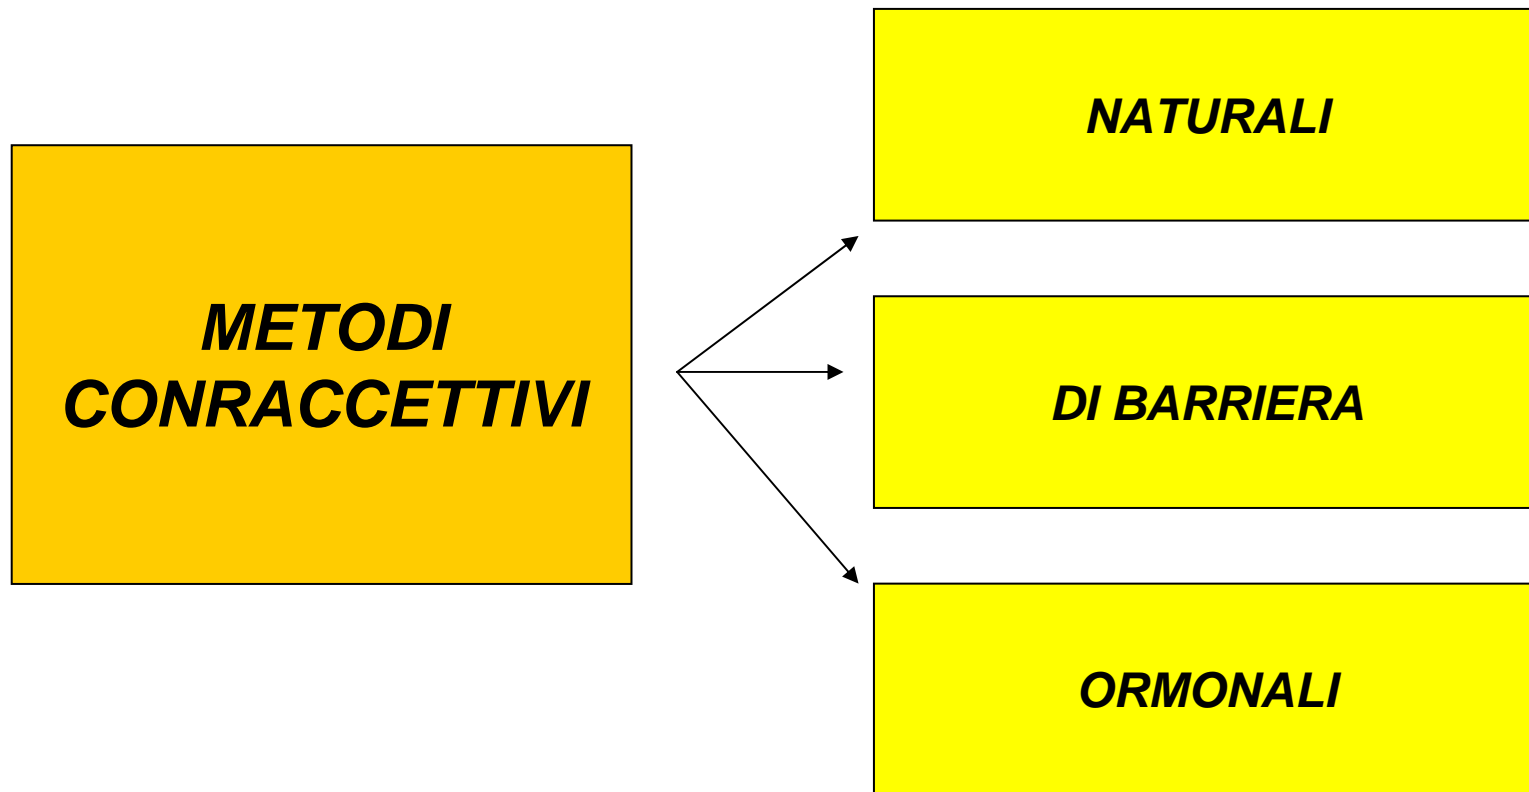 METODI
CONRACCETTIVI
NATURALI
DI BARRIERA
ORMONALI